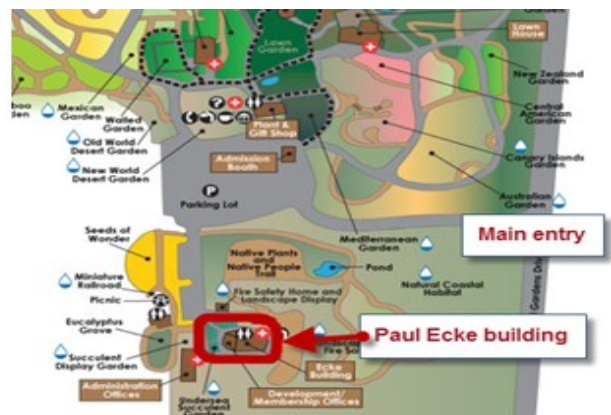 Lawn
Garden
Lawn
House
Mexican
Garden
Walled
Garden
Old World/
Desert Garden
New World
Desert Garden
?
Plant &
Gift Shop
Admission
Booth
New Zealand
Garden
Central
American
Garden
Canary Islands
Garden
Australian
Garden
P
Parking Lot
Mediterranean
Garden
Main entry
Seeds of
Wonder
Native Plants
and
Native People
Trail
Pond
Natural Coastal
Habitat
Gardens
Miniature
Railroad
Picnic
Fire Safety Home and
Landscape Display
Eucalyptus
Grove
Succulent
Display Garden
Paul Ecke building
Ecke
Building
Administration
Offices
Development/
Membership Offices
Undersea
Succulent